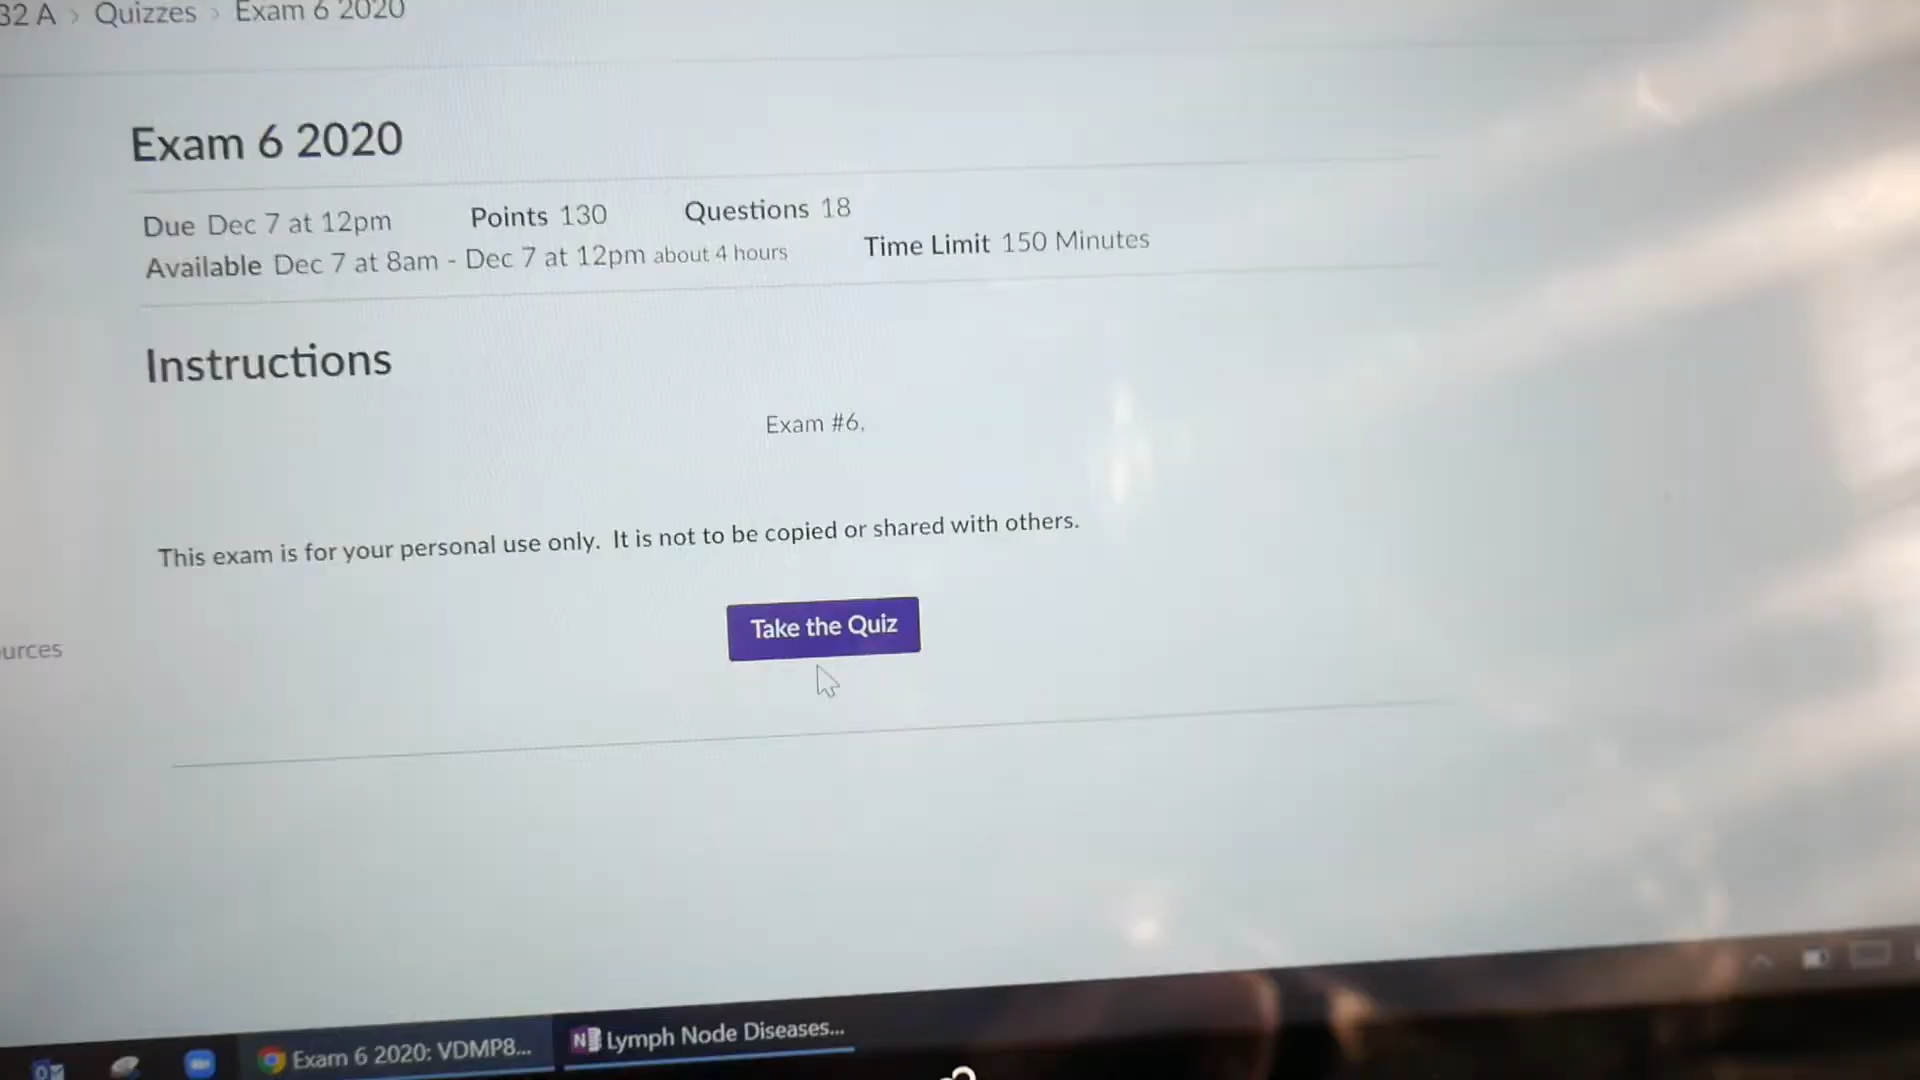 32 A > Quizzes > Exam 6 2020
Exam 6 2020
Due Dec 7 at 12pm Points 130 Questions 18
Available Dec 7 at 8am - Dec 7 at 12pm about 4 hours Time Limit 150 Minutes
Instructions
Exam #6,
This exam is for your personal use only. It is not to be copied or shared with others.
Take the Quiz
urces
Exam 6 2020: VDMP8... Lymph Node Diseases...